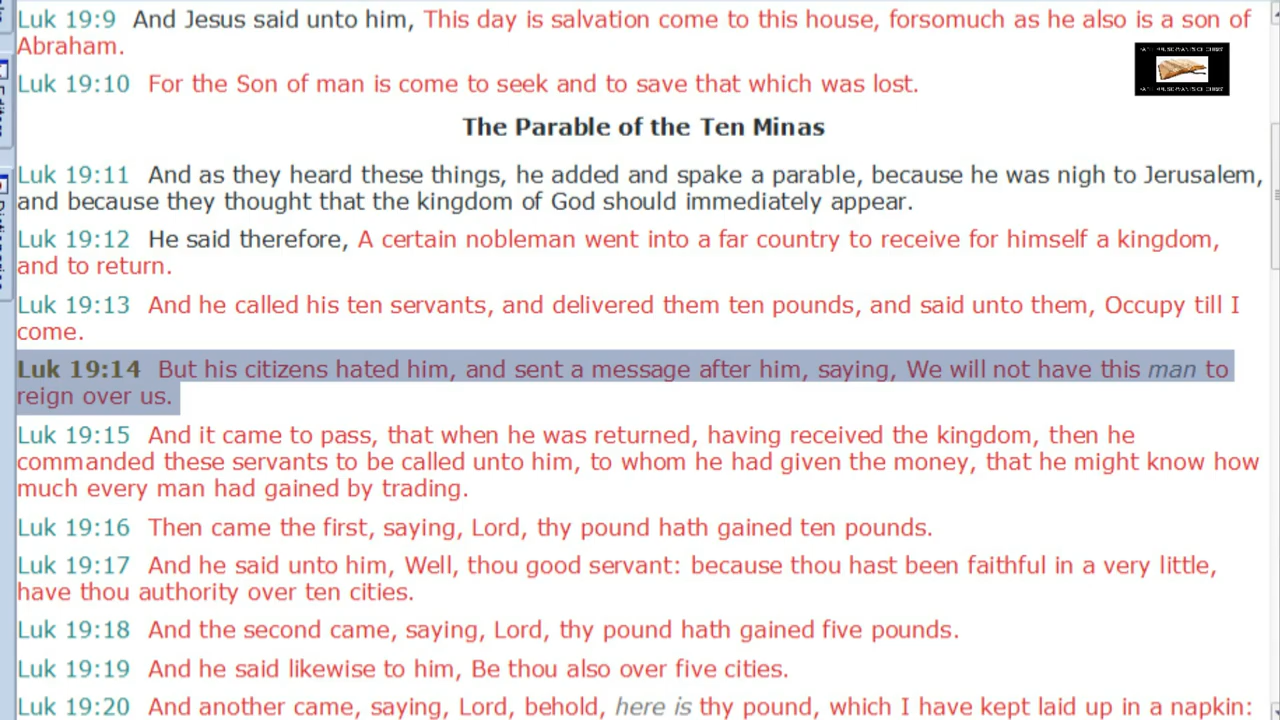 Luk 19:9 And Jesus said unto him, This day is salvation come to this house, forsomuch as he also is a son of
Abraham.
Luk 19:10 For the Son of man is come to seek and to save that which was lost.
The Parable of the Ten Minas
Luk 19:11 And as they heard these things, he added and spake a parable, because he was nigh to Jerusalem,
and because they thought that the kingdom of God should immediately appear.
Luk 19:12 He said therefore, A certain nobleman went into a far country to receive for himself a kingdom,
and to return.
Luk 19:13 And he called his ten servants, and delivered them ten pounds, and said unto them, Occupy till I
come.
Luk 19:14 But his citizens hated him, and sent a message after him, saying, We will not have this man to
reign over us.
Luk 19:15 And it came to pass, that when he was returned, having received the kingdom, then he
commanded these servants to be called unto him, to whom he had given the money, that he might know how
much every man had gained by trading.
Luk 19:16 Then came the first, saying, Lord, thy pound hath gained ten pounds.
Luk 19:17 And he said unto him, Well, thou good servant: because thou hast been faithful in a very little,
have thou authority over ten cities.
Luk 19:18 And the second came, saying, Lord, thy pound hath gained five pounds.
Luk 19:19 And he said likewise to him, Be thou also over five cities.
Luk 19:20 And another came, saying, Lord, behold, here is thy pound, which I have kept laid up in a napkin: